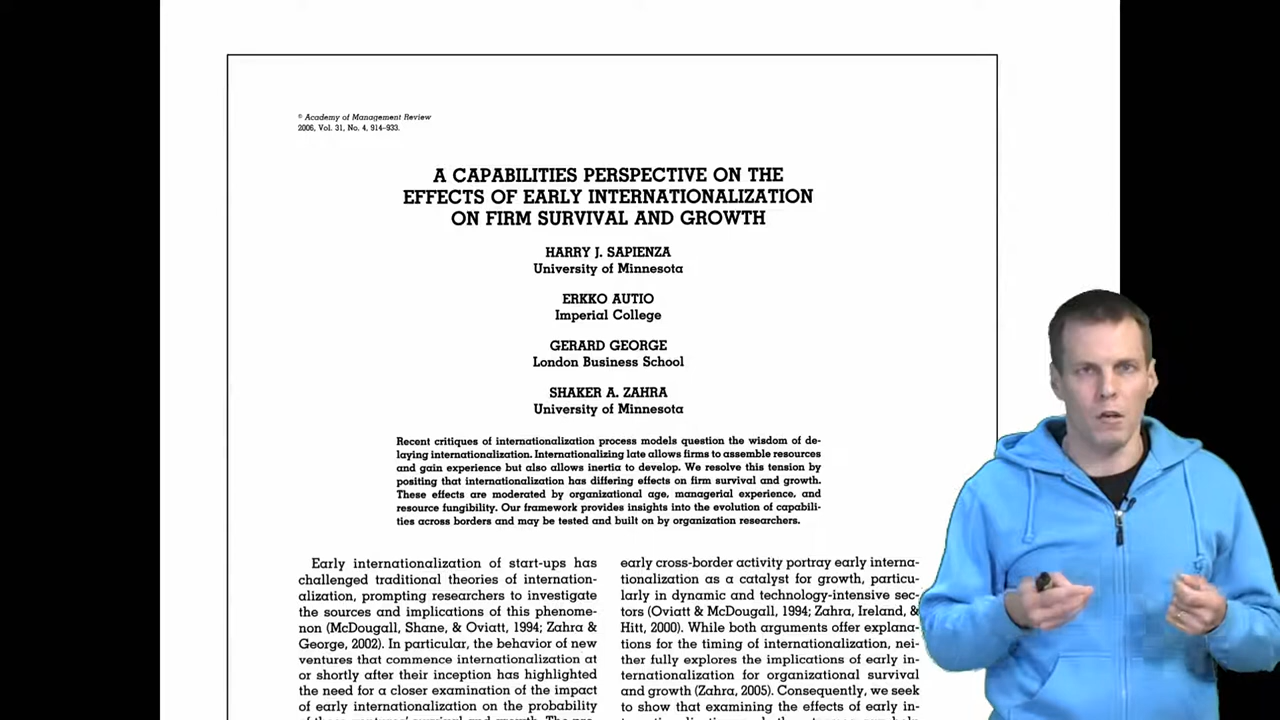 © Academy of Management Review
2006, Vol. 31, No. 4, 914–933.
A CAPABILITIES PERSPECTIVE ON THE
EFFECTS OF EARLY INTERNATIONALIZATION
ON FIRM SURVIVAL AND GROWTH
HARRY J. SAPIENZA
University of Minnesota
ERKKO AUTIO
Imperial College
GERARD GEORGE
London Business School
SHAKER A. ZAHRA
University of Minnesota
Recent critiques of internationalization process models question the wisdom of de-
laying internationalization. Internationalizing late allows firms to assemble resources
and gain experience but also allows inertia to develop. We resolve this tension by
positing that internationalization has differing effects on firm survival and growth.
These effects are moderated by organizational age, managerial experience, and
resource fungibility. Our framework provides insights into the evolution of capabili-
ties across borders and may be tested and built on by organization researchers.
Early internationalization of start-ups has
challenged traditional theories of internation-
alization, prompting researchers to investigate
the sources and implications of this phenome-
non (McDougall, Shane, & Oviatt, 1994; Zahra &
George, 2002). In particular, the behavior of new
ventures that commence internationalization at
or shortly after their inception has highlighted
the need for a closer examination of the impact
of early internationalization on the probability
early cross-border activity portray early interna-
tionalization as a catalyst for growth, particu-
larly in dynamic and technology-intensive sec-
tors (Oviatt & McDougall, 1994; Zahra, Ireland, &
Hitt, 2000). While both arguments offer explana-
tions for the timing of internationalization, nei-
ther fully explores the implications of early in-
ternationalization for organizational survival
and growth (Zahra, 2005). Consequently, we seek
to show that examining the effects of early in-